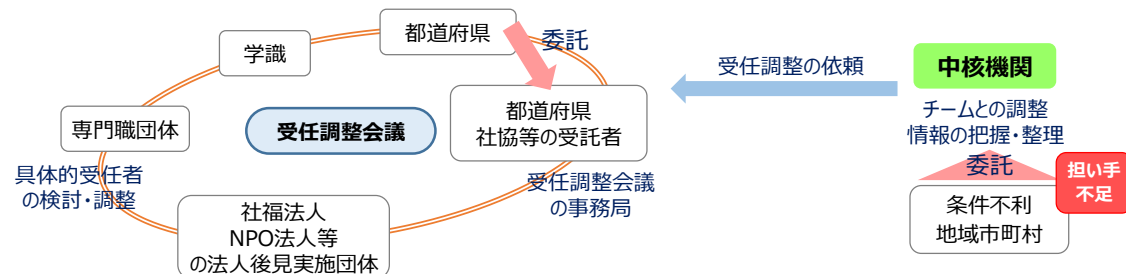 都道府県
委託
学識
受任調整の依頼
中核機関
専門職団体
受任調整会議
都道府県
社協等の受託者
チームとの調整
情報の把握・整理
具体的受任者
の検討・調整
受任調整会議
の事務局
委託
担い手
不足
社福法人
NPO法人等
の法人後見実施団体
条件不利
地域市町村